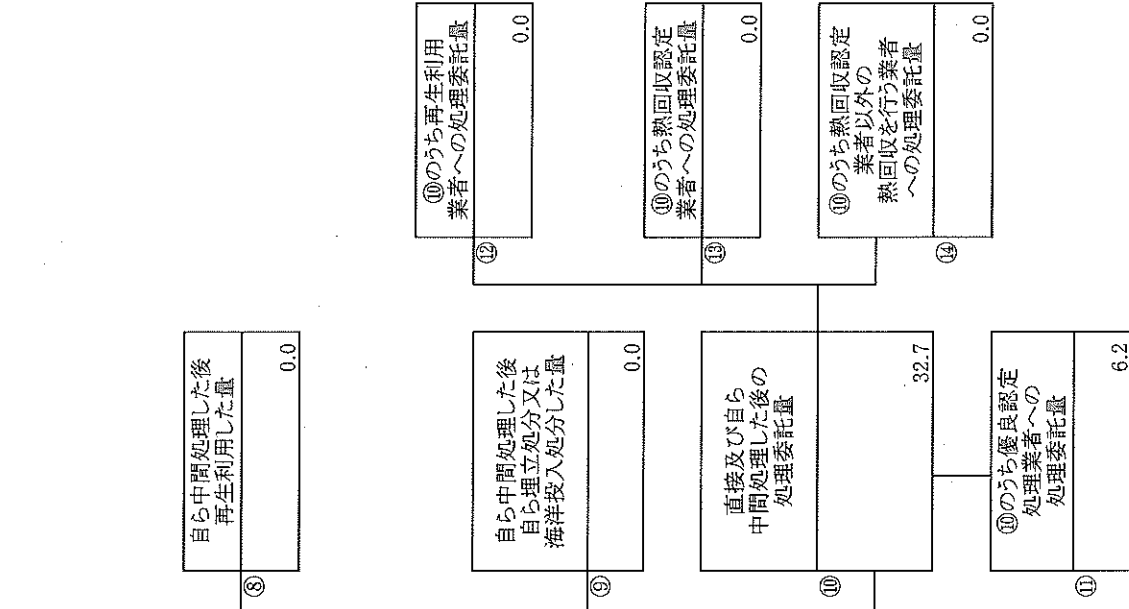 ⑧
自ら中間処理した後
再生利用した量
0.0
⑨
自ら中間処理した後
自ら埋立処分又は
海洋投入処分した量
0.0
⑩
直接及び自ら
中間処理した後の
処理委託量
32.7
⑪
⑩のうち優良認定
処理業者への
処理委託量
6.2
⑫
⑩のうち再生利用
業者への処理委託量
0.0
⑬
⑩のうち熱回収認定
業者への処理委託量
0.0
⑭
⑩のうち熱回収認定
業者以外の
熱回収を行う業者
への処理委託量
0.0